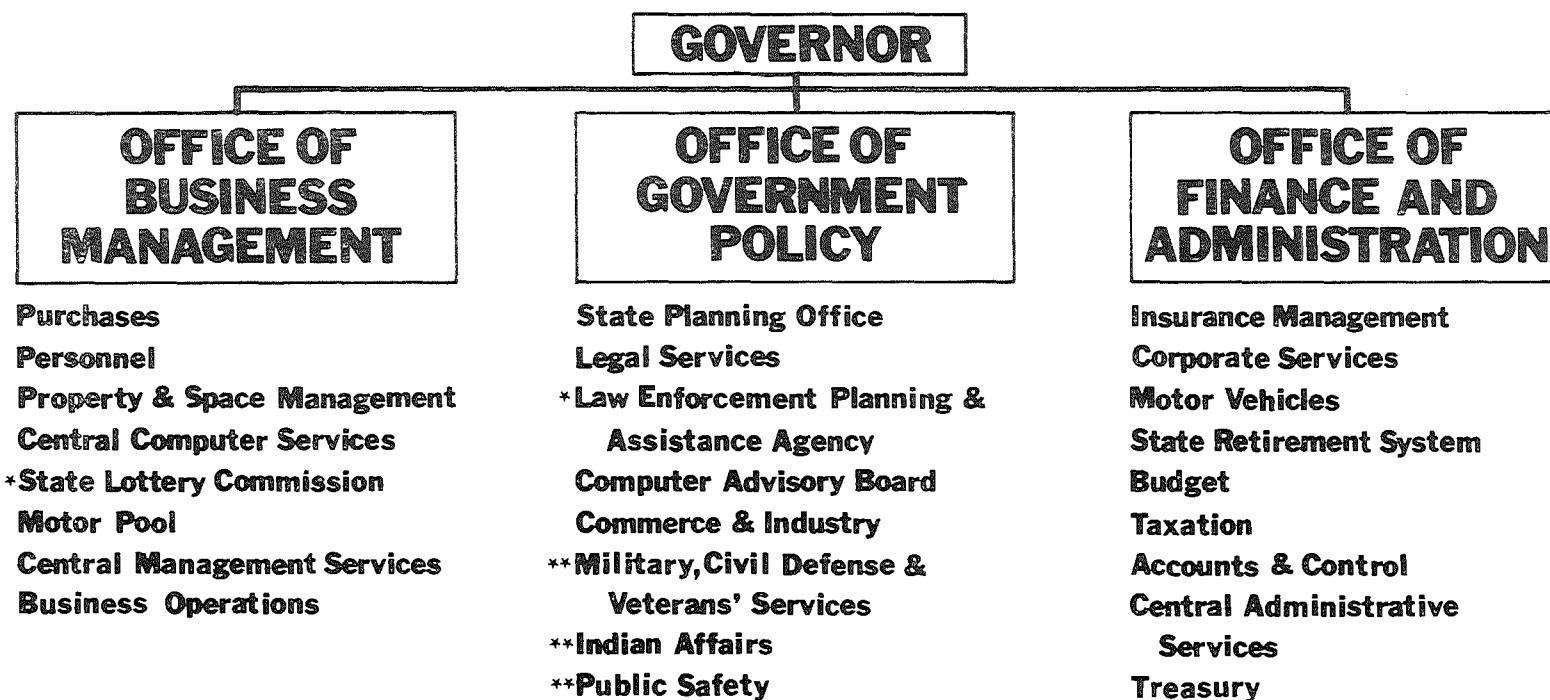 GOVERNOR
OFFICE OF
BUSINESS
MANAGEMENT
Purchases
Personnel
Property & Space Management
Central Computer Services
*State Lottery Commission
Motor Pool
Central Management Services
Business Operations
OFFICE OF
GOVERNMENT
POLICY
State Planning Office
Legal Services
*Law Enforcement Planning &
Assistance Agency
Computer Advisory Board
Commerce & Industry
**Military, Civil Defense &
Veterans' Services
**Indian Affairs
**Public Safety
OFFICE OF
FINANCE AND
ADMINISTRATION
Insurance Management
Corporate Services
Motor Vehicles
State Retirement System
Budget
Taxation
Accounts & Control
Central Administrative
Services
Treasury